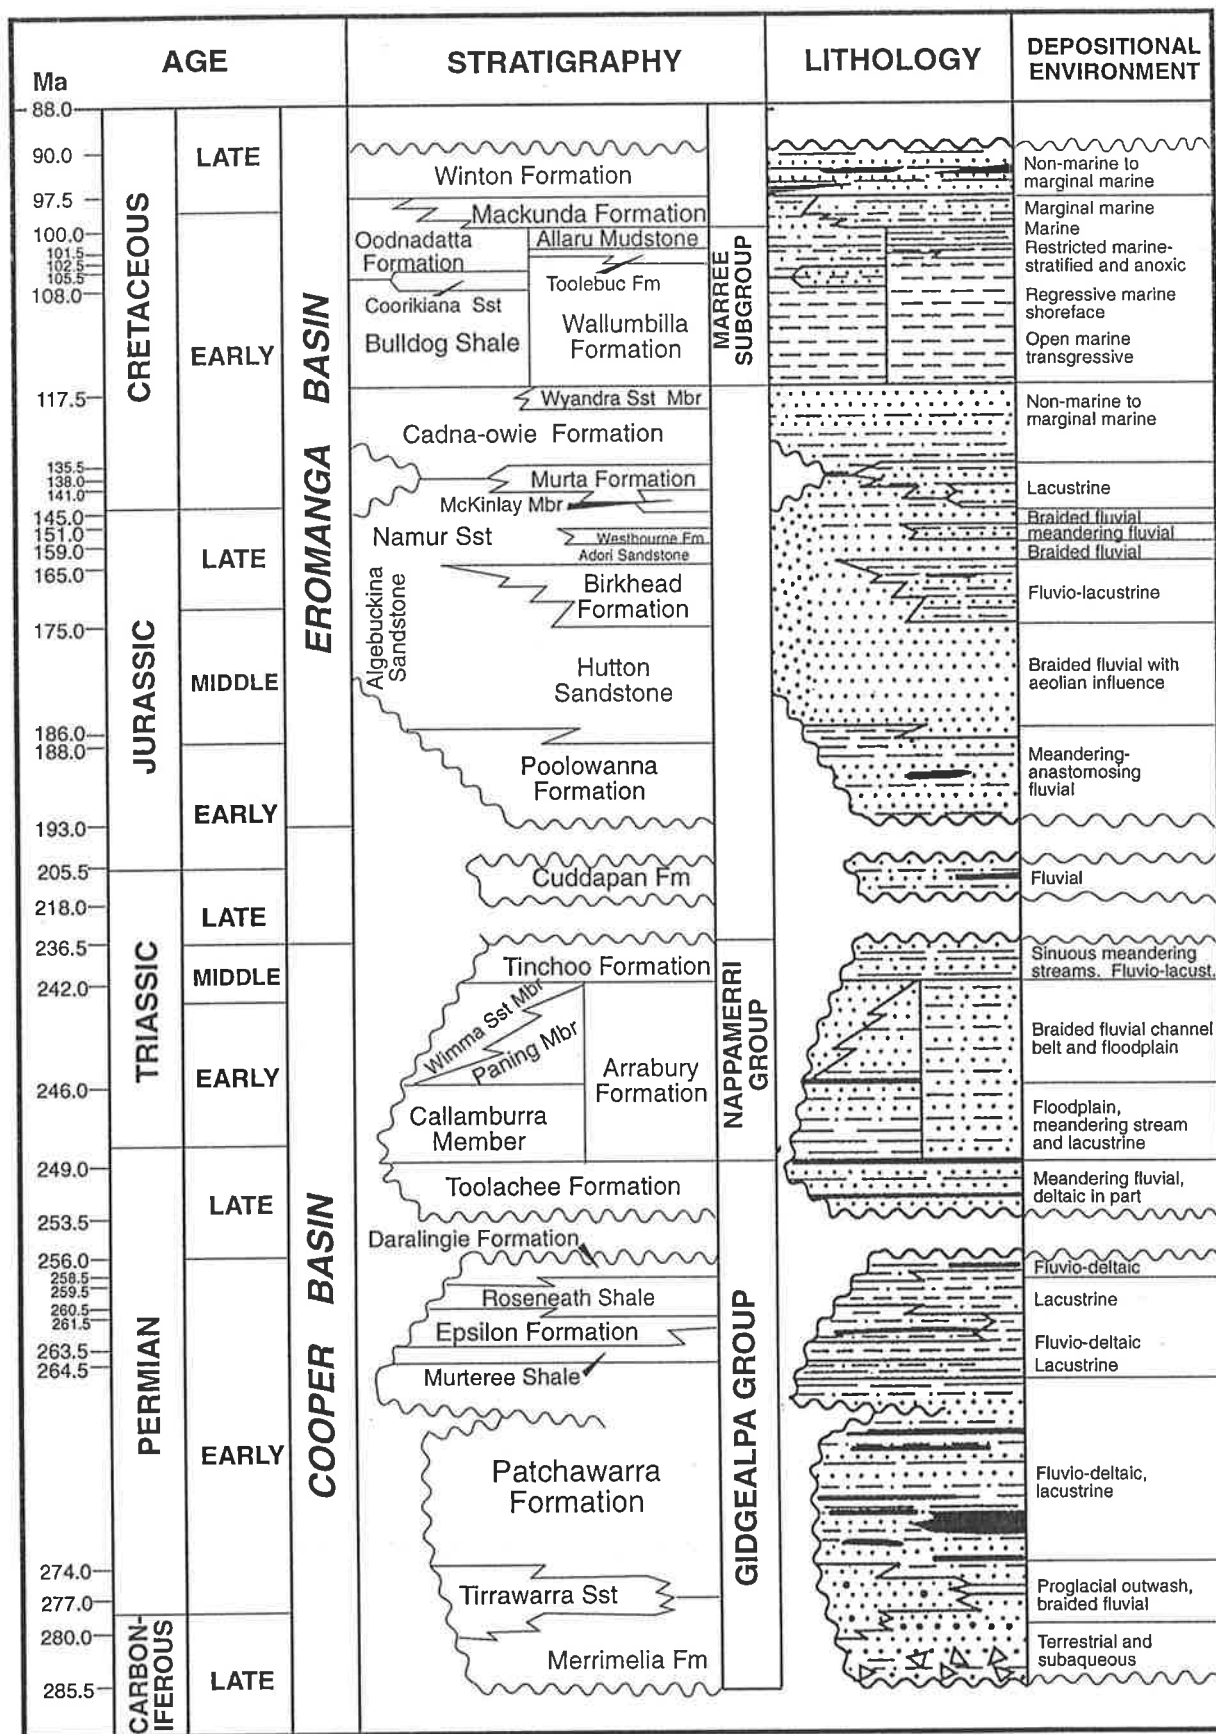 AGE
STRATIGRAPHY
LITHOLOGY
DEPOSITIONAL
ENVIRONMENT
Ma
88.0
90.0
97.5
100.0
101.5
102.5
105.5
108.0
117.5
135.5
138.0
141.0
145.0
151.0
159.0
165.0
175.0
186.0
188.0
193.0
205.5
218.0
236.5
242.0
246.0
249.0
253.5
256.0
258.5
259.5
260.5
261.5
263.5
264.5
274.0
277.0
280.0
285.5
CRETACEOUS
JURASSIC
TRIASSIC
PERMIAN
CARBON-
IFEROUS
LATE
EARLY
LATE
MIDDLE
EARLY
LATE
MIDDLE
EARLY
LATE
EARLY
LATE
EROMANGA BASIN
COOPER BASIN
Winton Formation
Mackunda Formation
Oodnadatta
Formation
Allaru Mudstone
Toolebuc Fm
Coorikiana Sst
Bulldog Shale
Wallumbilla
Formation
Wyandra Sst Mbr
Cadna-owie Formation
Murta Formation
McKinlay Mbr
Namur Sst
Westbourne Fm
Adori Sandstone
Birkhead
Formation
Algebuckina
Sandstone
Hutton
Sandstone
Poolowanna
Formation
Cuddapan Fm
Tinchoo Formation
Wimma Sst Mbr
Paning Mbr
Arrabury
Formation
Callamburra
Member
Toolachee Formation
Daralingie Formation
Roseneath Shale
Epsilon Formation
Murteree Shale
Patchawarra
Formation
Tirrawarra Sst
Merrimelia Fm
MARREE
SUBGROUP
NAPPAMERRI
GROUP
GIDGEALPA GROUP
Non-marine to
marginal marine
Marginal marine
Marine
Restricted marine-
stratified and anoxic
Regressive marine
shoreface
Open marine
transgressive
Non-marine to
marginal marine
Lacustrine
Braided fluvial
meandering fluvial
Braided fluvial
Fluvio-lacustrine
Braided fluvial with
aeolian influence
Meandering-
anastomosing
fluvial
Fluvial
Sinuous meandering
streams. Fluvio-lacust.
Braided fluvial channel
belt and floodplain
Floodplain,
meandering stream
and lacustrine
Meandering fluvial,
deltaic in part
Fluvio-deltaic
Lacustrine
Fluvio-deltaic
Lacustrine
Fluvio-deltaic,
lacustrine
Proglacial outwash,
braided fluvial
Terrestrial and
subaqueous